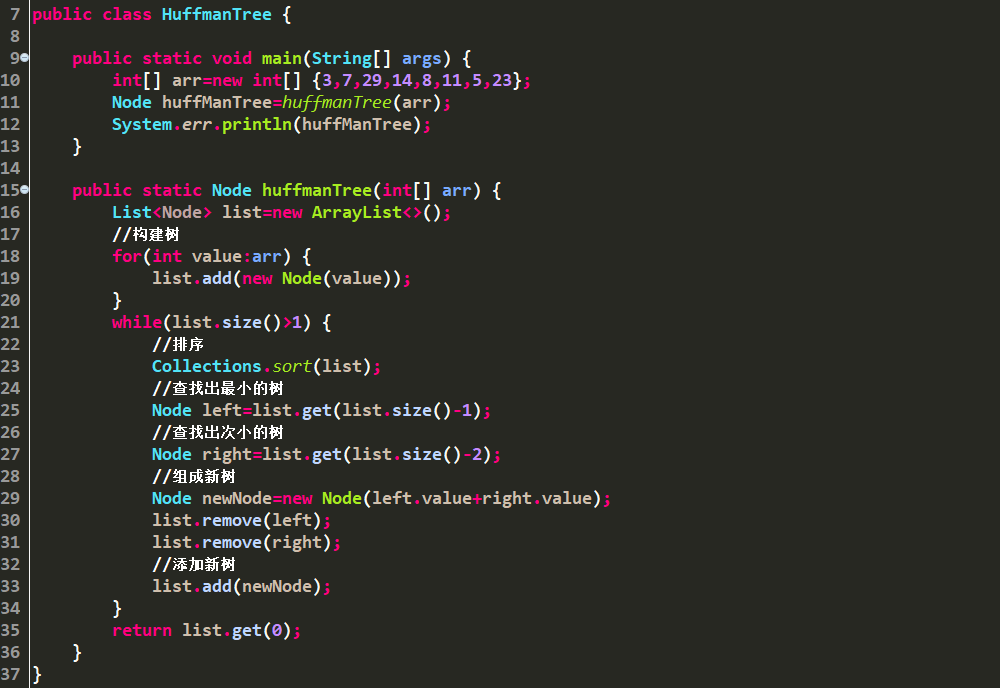 7 public class HuffmanTree {
8
9 public static void main(String[] args) {
10 int[] arr=new int[] {3,7,29,14,8,11,5,23};
11 Node huffManTree=huffmanTree(arr);
12 System.err.println(huffManTree);
13 }
14
15 public static Node huffmanTree(int[] arr) {
16 List<Node> list=new ArrayList<>();
17 //构建树
18 for(int value:arr) {
19 list.add(new Node(value));
20 }
21 while(list.size()>1) {
22 //排序
23 Collections.sort(list);
24 //查找出最小的树
25 Node left=list.get(list.size()-1);
26 //查找出次小的树
27 Node right=list.get(list.size()-2);
28 //组成新树
29 Node newNode=new Node(left.value+right.value);
30 list.remove(left);
31 list.remove(right);
32 //添加新树
33 list.add(newNode);
34 }
35 return list.get(0);
36 }
37 }